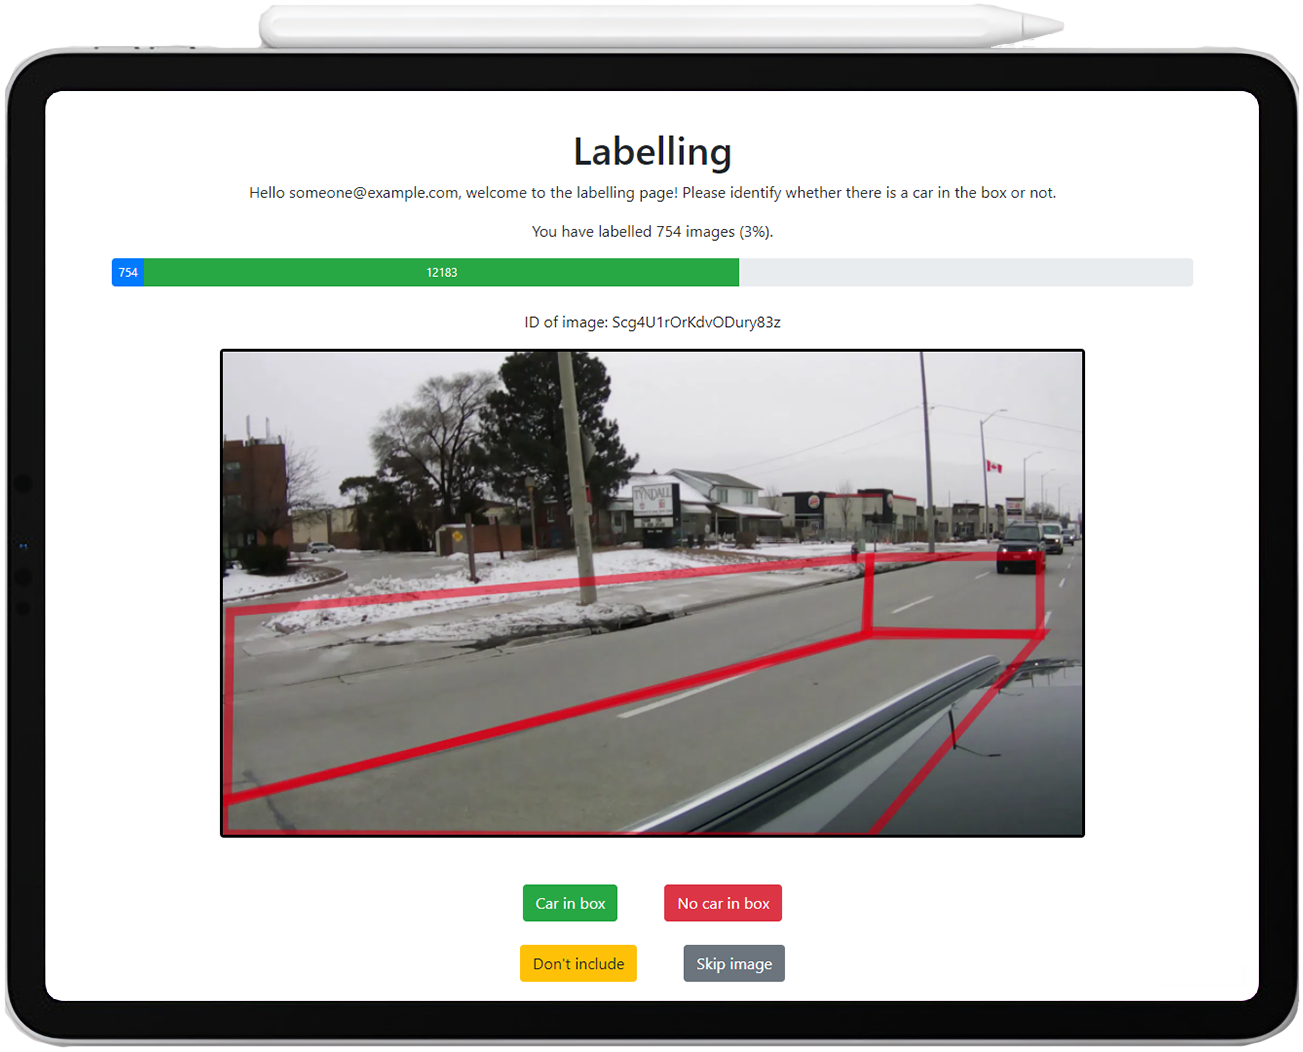 Labelling
Hello someone@example.com, welcome to the labelling page! Please identify whether there is a car in the box or not.
You have labelled 754 images (3%).
754 12183
ID of image: Scg4U1rOrKdvODury83z
TYNDALL
Car in box No car in box
Don't include Skip image